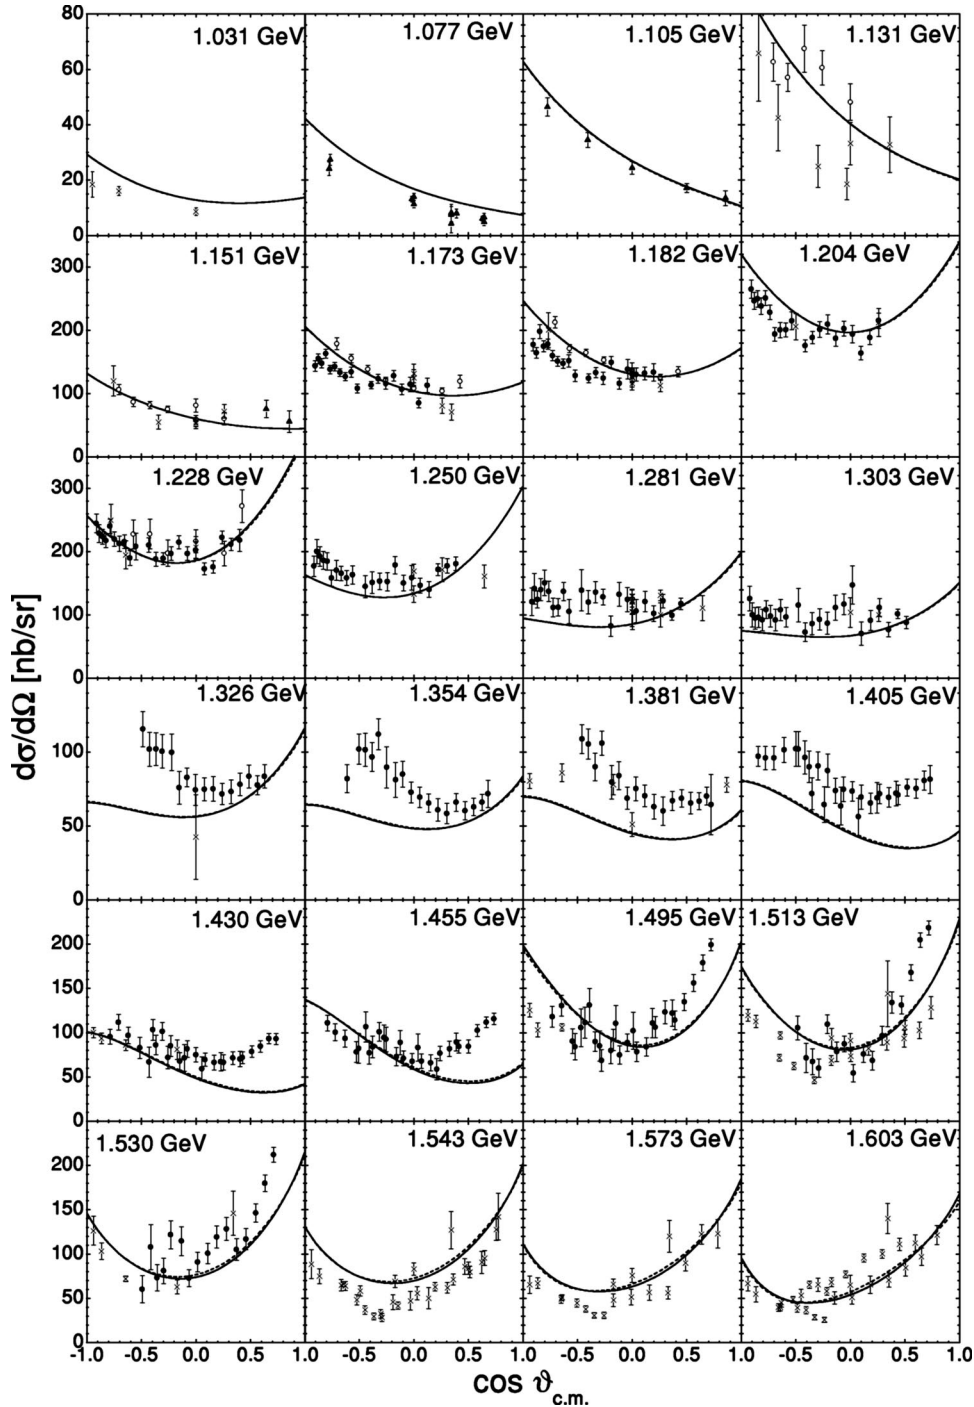 80
60
40
20
0
1.031 GeV
1.077 GeV
1.105 GeV
1.131 GeV
300
200
100
0
1.151 GeV
1.173 GeV
1.182 GeV
1.204 GeV
300
200
100
0
1.228 GeV
1.250 GeV
1.281 GeV
1.303 GeV
dσ/dΩ [nb/sr]
100
50
0
1.326 GeV
1.354 GeV
1.381 GeV
1.405 GeV
200
150
100
50
0
1.430 GeV
1.455 GeV
1.495 GeV
1.513 GeV
200
150
100
50
0
1.530 GeV
1.543 GeV
1.573 GeV
1.603 GeV
1.0 -0.5 0.0 0.5 1.0 -0.5 0.0 0.5 1.0 -0.5 0.0 0.5 1.0 -0.5 0.0 0.5 1.0
cos ϑc.m.